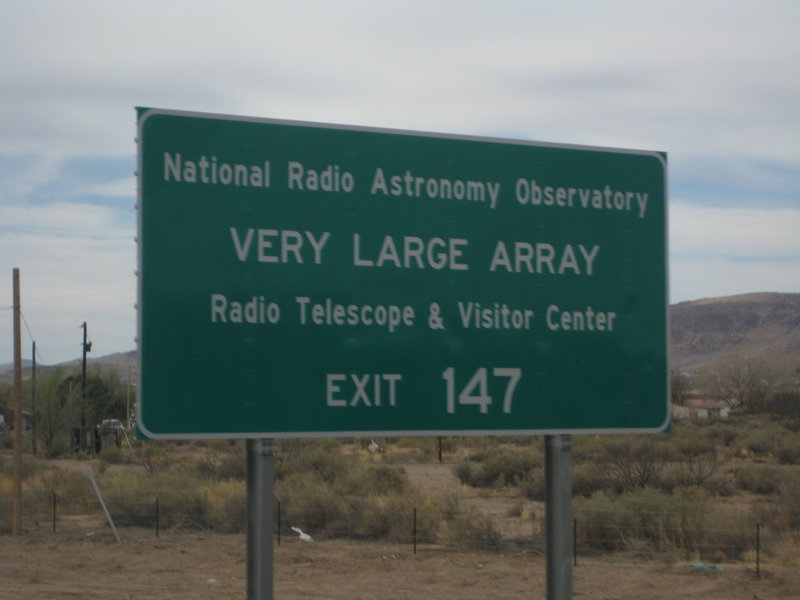 National Radio Astronomy Observatory
VERY LARGE ARRAY
Radio Telescope & Visitor Center
EXIT 147